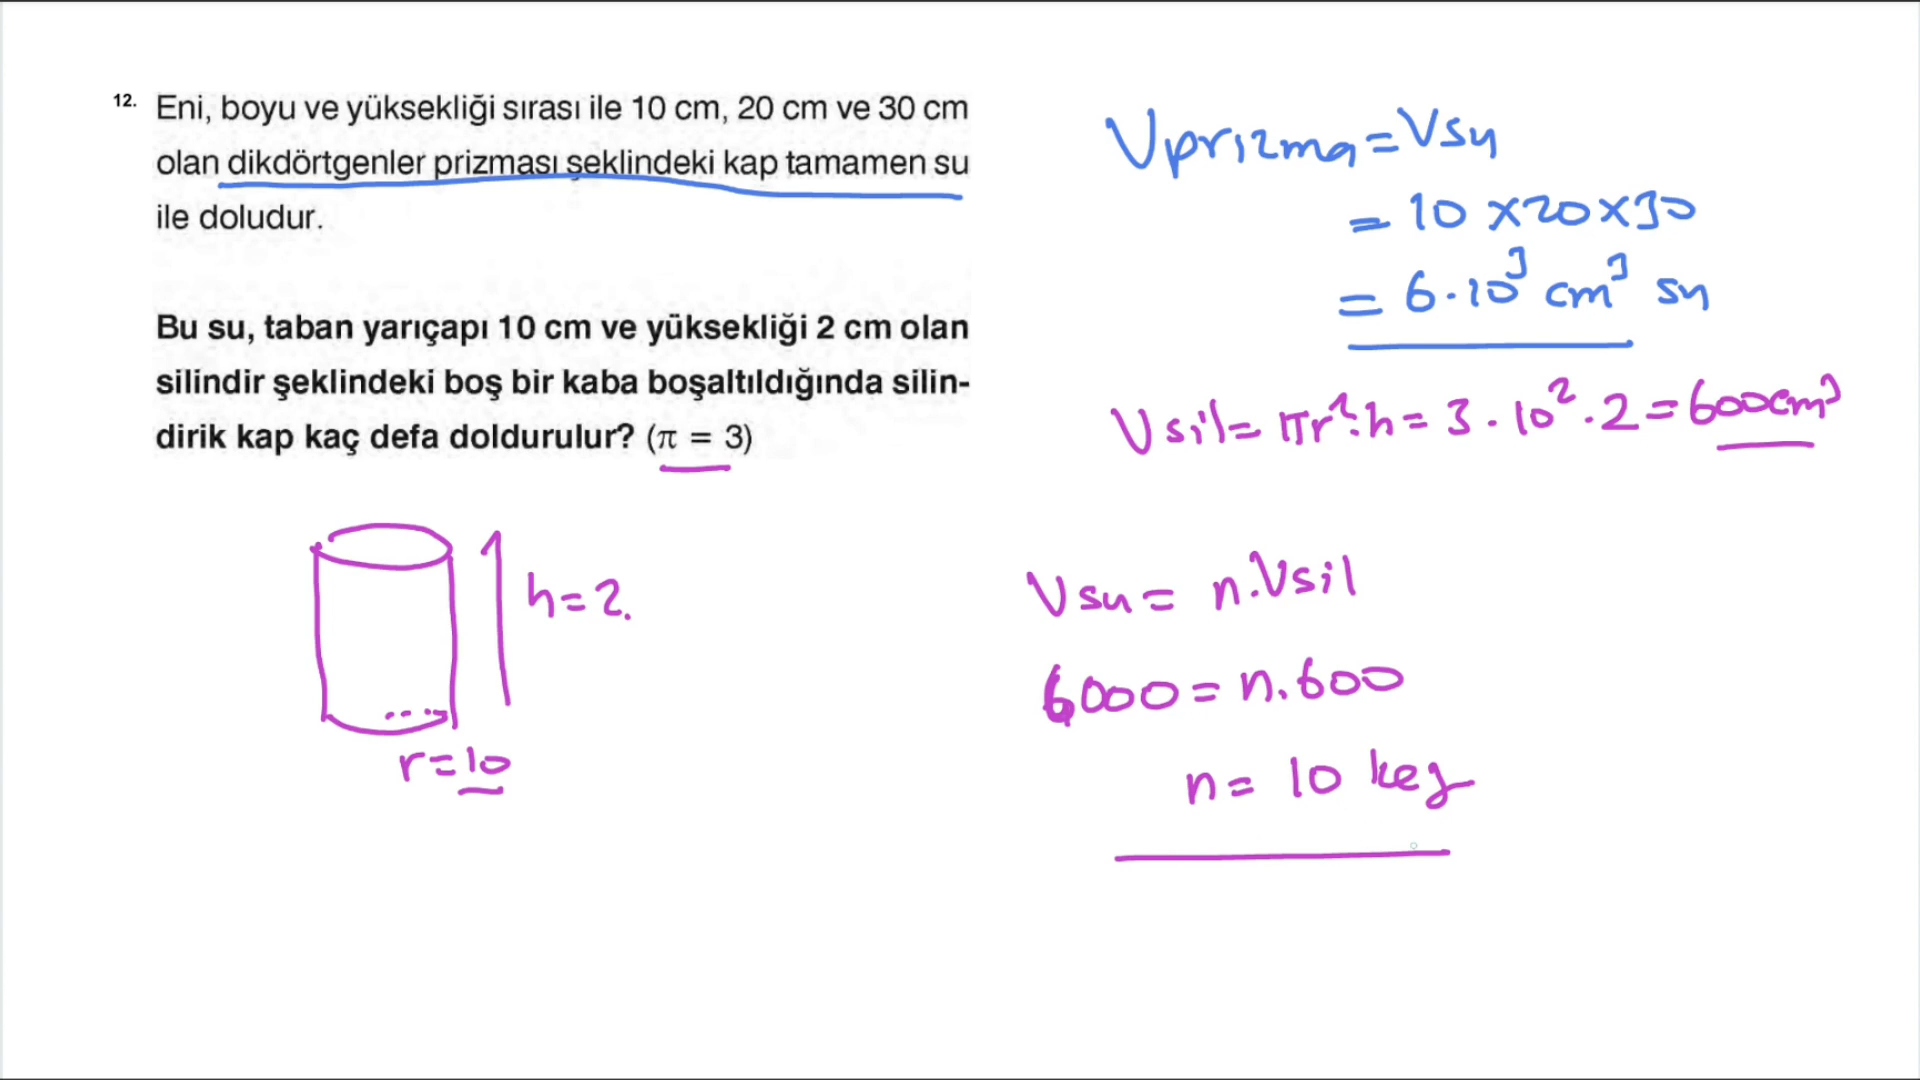 12. Eni, boyu ve yüksekliği sırası ile 10 cm, 20 cm ve 30 cm
olan dikdörtgenler prizması şeklindeki kap tamamen su
ile doludur.
Bu su, taban yarıçapı 10 cm ve yüksekliği 2 cm olan
silindir şeklindeki boş bir kaba boşaltıldığında silin-
dirik kap kaç defa doldurulur? (π = 3)
h=2.
r=10
Vprizma=Vsu
= 10 x20x30
= 6·10³ cm³ su
Vsil= πr²·h = 3·10²·2=600cm³
Vsu= n.Vsil
6000=n.600
n= 10 kez